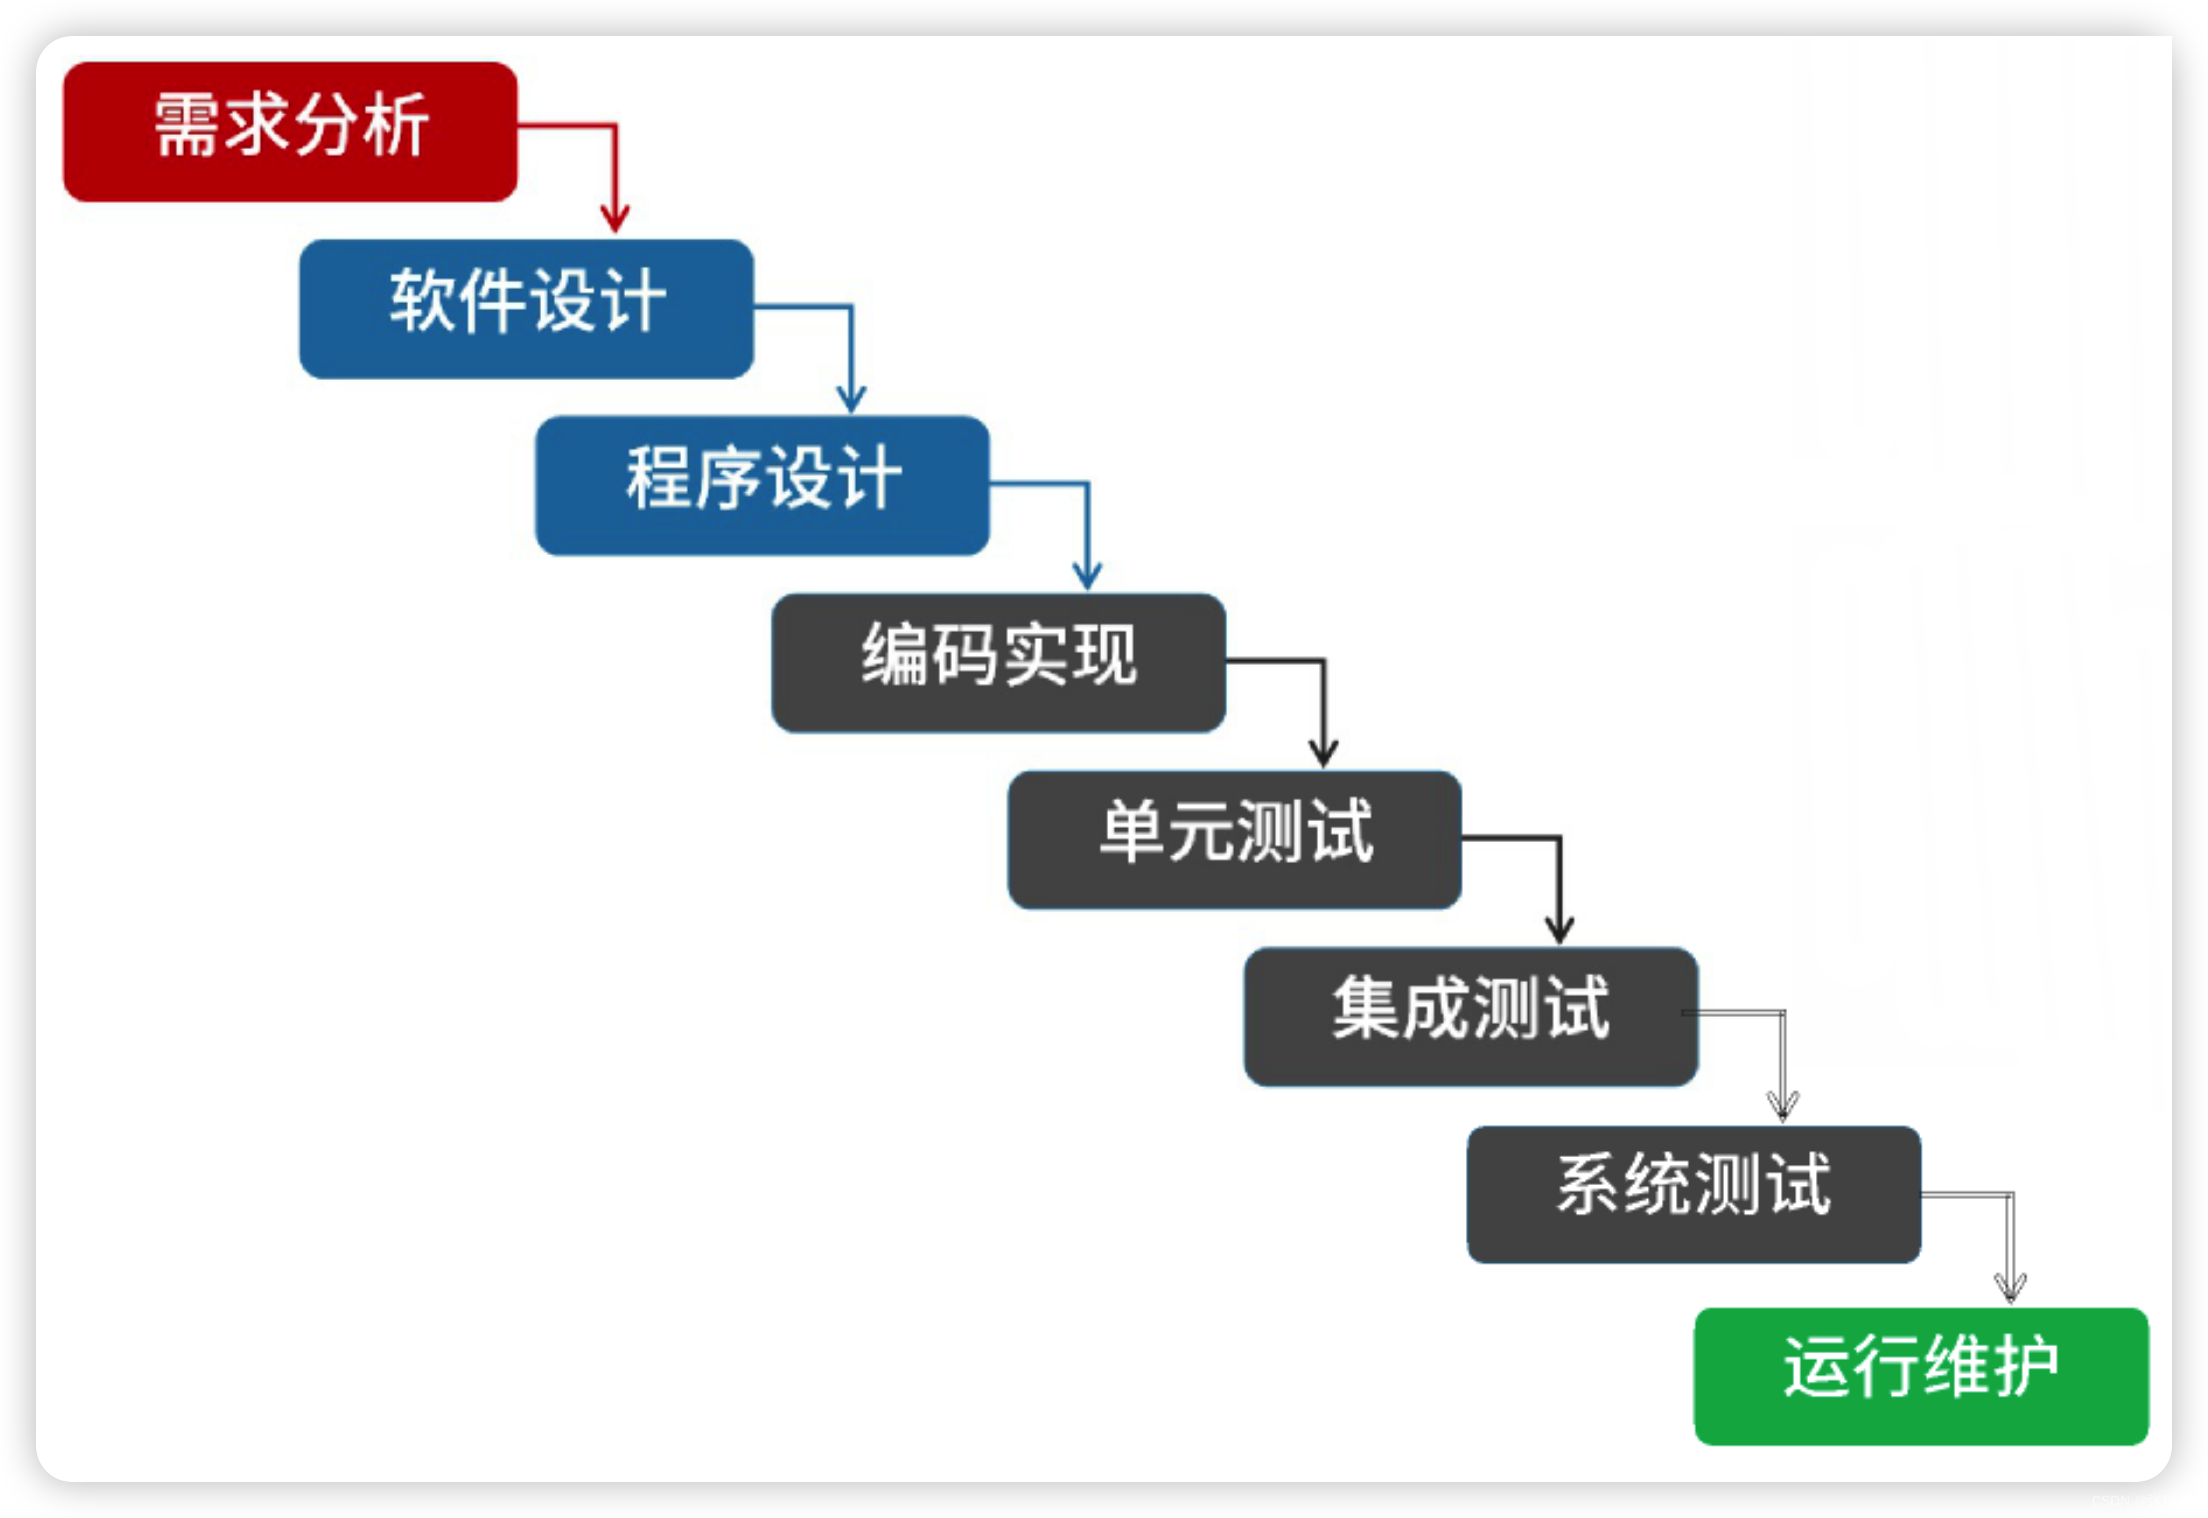 需求分析
软件设计
程序设计
编码实现
单元测试
集成测试
系统测试
运行维护